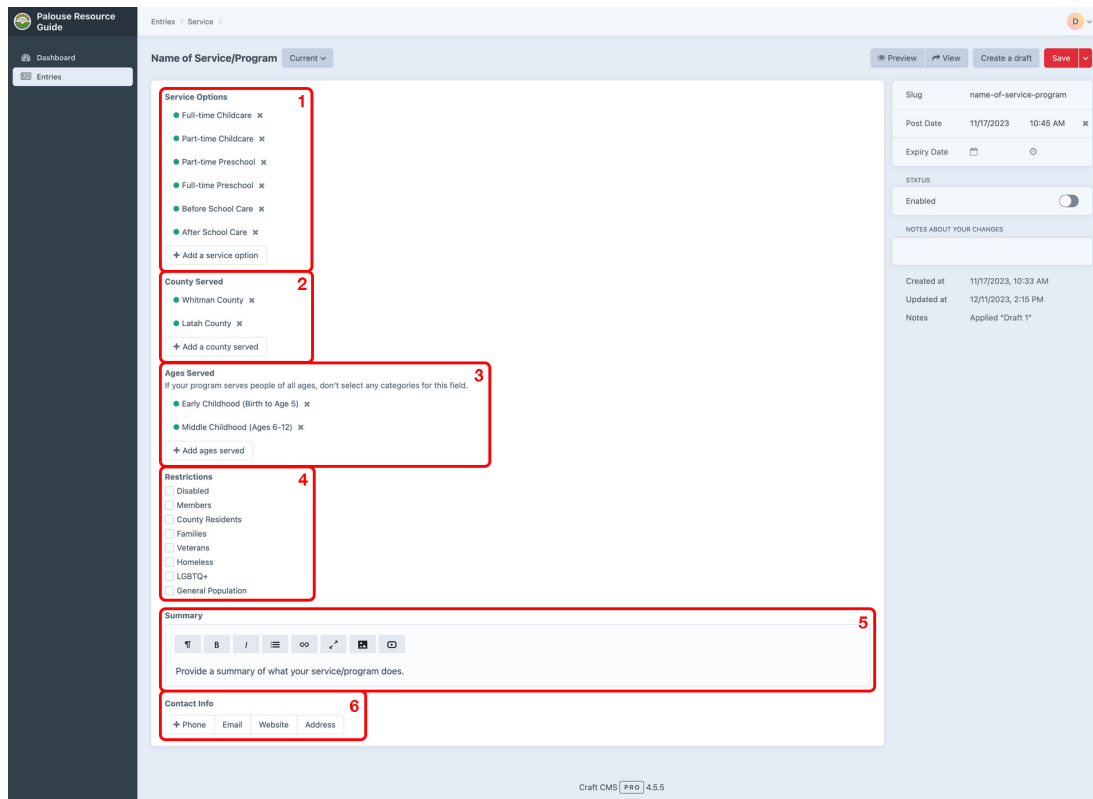 Palouse Resource
Guide
Entries > Service >
D
Dashboard
Entries
Name of Service/Program Current
Preview View Create a draft Save
Service Options 1
Full-time Childcare ×
Part-time Childcare ×
Part-time Preschool ×
Full-time Preschool ×
Before School Care ×
After School Care ×
+ Add a service option
County Served 2
Whitman County ×
Latah County ×
+ Add a county served
Ages Served 3
If your program serves people of all ages, don't select any categories for this field.
Early Childhood (Birth to Age 5) ×
Middle Childhood (Ages 6-12) ×
+ Add ages served
Restrictions 4
Disabled
Members
County Residents
Families
Veterans
Homeless
LGBTQ+
General Population
Summary 5
¶ B I
Provide a summary of what your service/program does.
Contact Info 6
+ Phone Email Website Address
Slug name-of-service-program
Post Date 11/17/2023 10:45 AM ×
Expiry Date
STATUS
Enabled
NOTES ABOUT YOUR CHANGES
Created at 11/17/2023, 10:33 AM
Updated at 12/11/2023, 2:15 PM
Notes Applied "Draft 1"
Craft CMS PRO 4.5.5